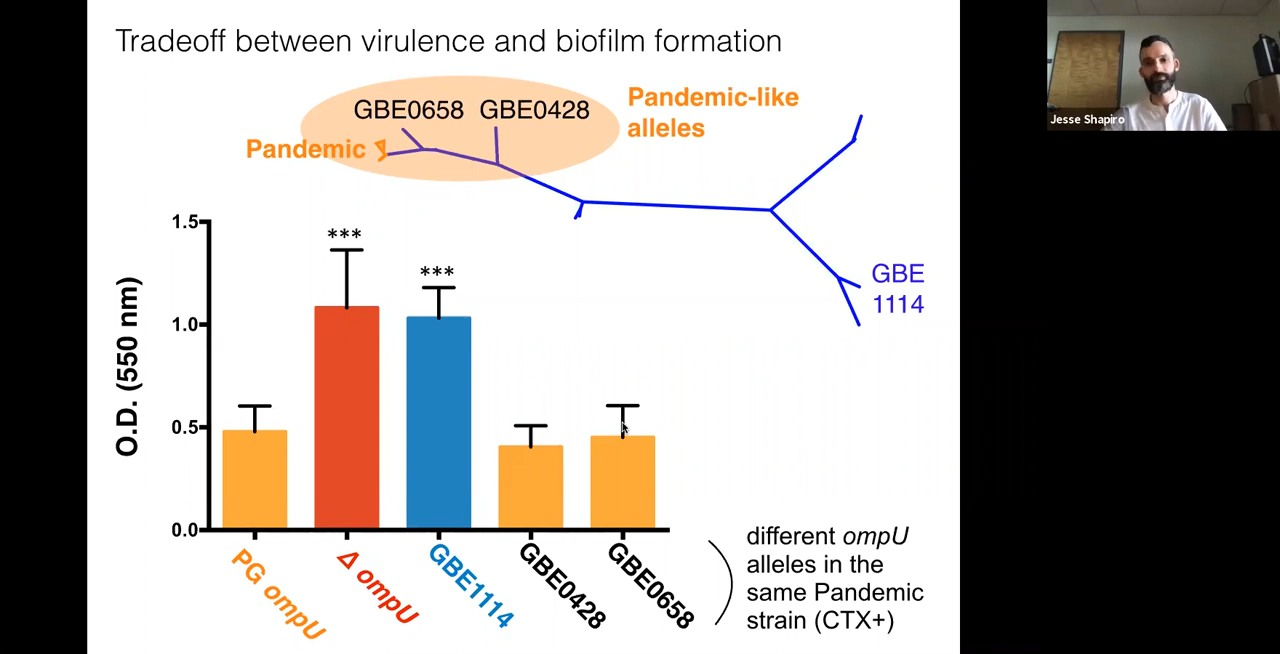 Tradeoff between virulence and biofilm formation
GBE0658 GBE0428
Pandemic-like
alleles
Pandemic
Jesse Shapiro
GBE
1114
O.D. (550 nm)
1.5
1.0
0.5
0.0
***
***
PG ompU
Δ ompU
GBE1114
GBE0428
GBE0658
different ompU
alleles in the
same Pandemic
strain (CTX+)